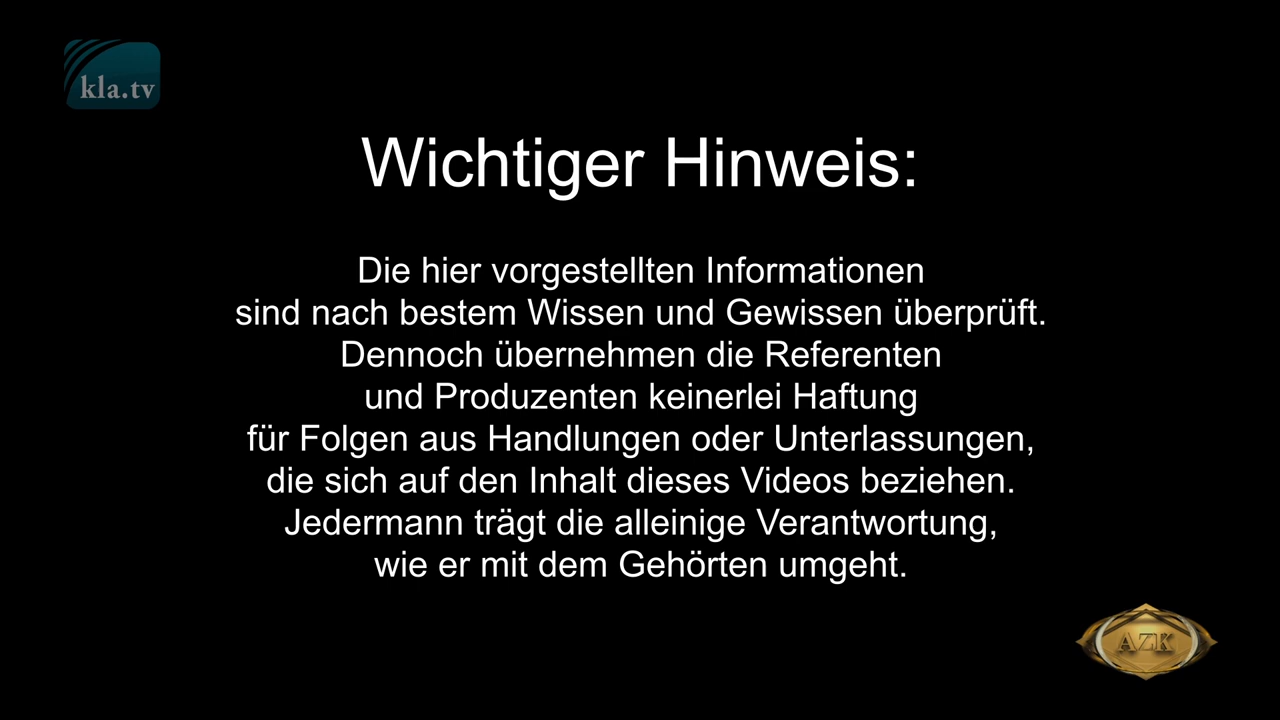 kla.tv
Wichtiger Hinweis:
Die hier vorgestellten Informationen
sind nach bestem Wissen und Gewissen überprüft.
Dennoch übernehmen die Referenten
und Produzenten keinerlei Haftung
für Folgen aus Handlungen oder Unterlassungen,
die sich auf den Inhalt dieses Videos beziehen.
Jedermann trägt die alleinige Verantwortung,
wie er mit dem Gehörten umgeht.
AZK